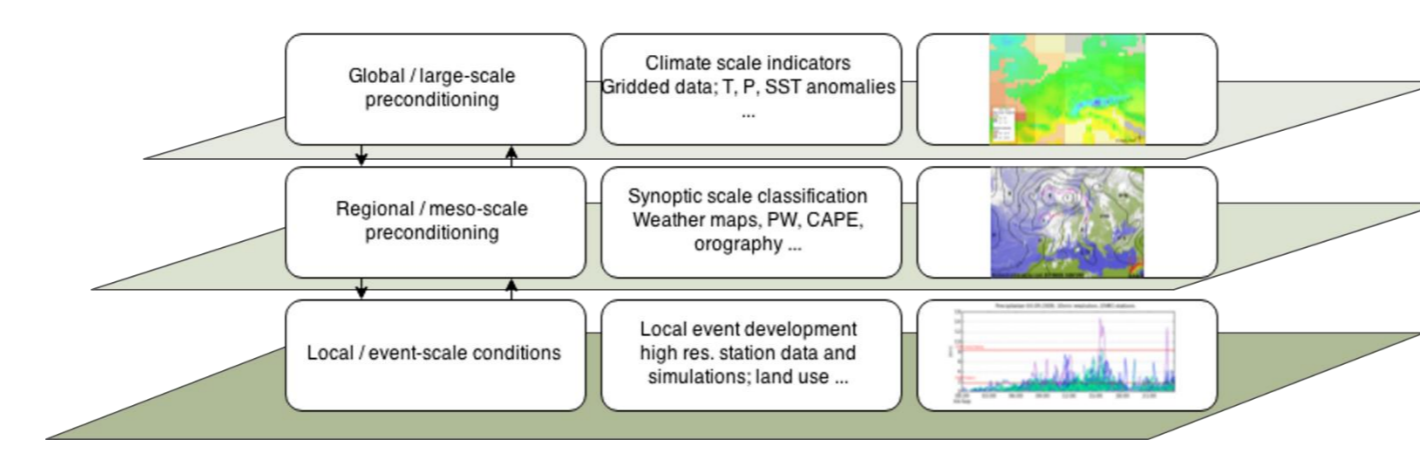 Global / large-scale
preconditioning
Climate scale indicators
Gridded data; T, P, SST anomalies
...
Regional / meso-scale
preconditioning
Synoptic scale classification
Weather maps, PW, CAPE,
orography ...
Local / event-scale conditions
Local event development
high res. station data and
simulations; land use ...